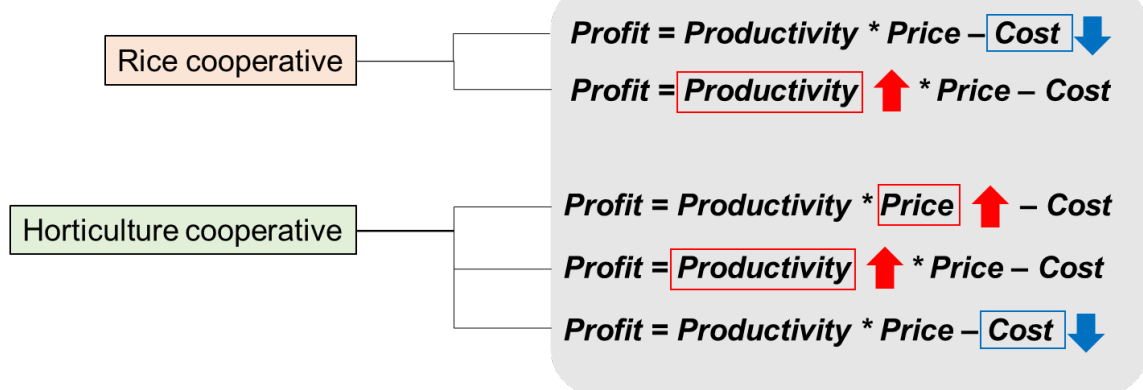 Rice cooperative
Profit = Productivity * Price – Cost
Profit = Productivity * Price – Cost
Horticulture cooperative
Profit = Productivity * Price – Cost
Profit = Productivity * Price – Cost
Profit = Productivity * Price – Cost